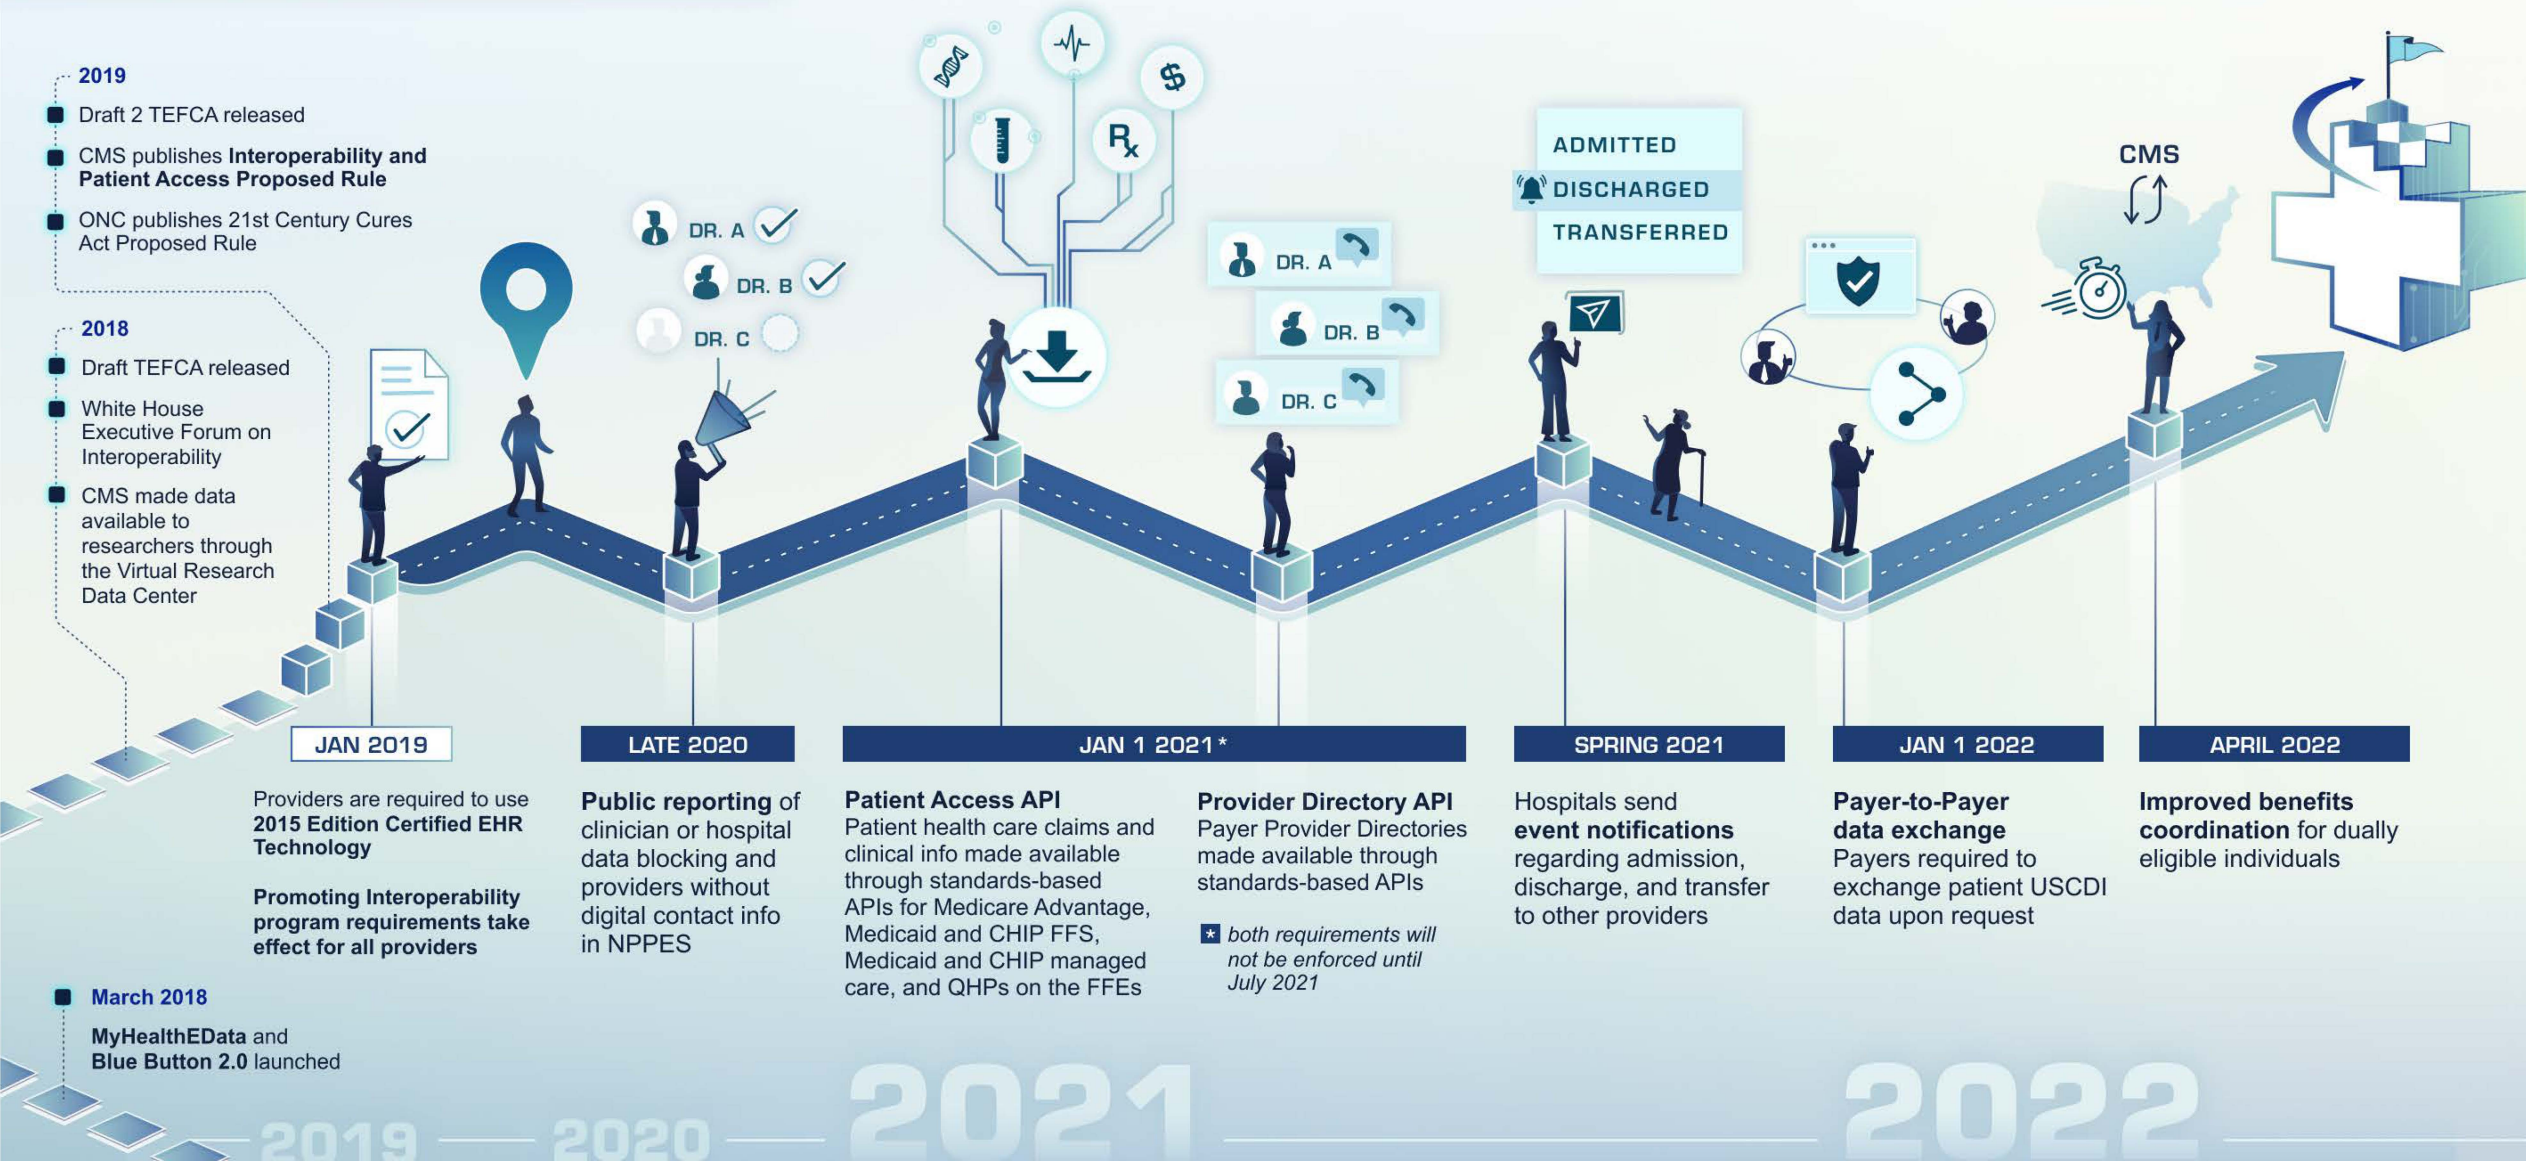 2019
Draft 2 TEFCA released
CMS publishes Interoperability and
Patient Access Proposed Rule
ONC publishes 21st Century Cures
Act Proposed Rule
2018
Draft TEFCA released
White House
Executive Forum on
Interoperability
CMS made data
available to
researchers through
the Virtual Research
Data Center
DR. A
DR. B
DR. C
$
Rx
DR. A
DR. B
DR. C
ADMITTED
DISCHARGED
TRANSFERRED
CMS
JAN 2019
Providers are required to use
2015 Edition Certified EHR
Technology
Promoting Interoperability
program requirements take
effect for all providers
LATE 2020
Public reporting of
clinician or hospital
data blocking and
providers without
digital contact info
in NPPES
JAN 1 2021*
Patient Access API
Patient health care claims and
clinical info made available
through standards-based
APIs for Medicare Advantage,
Medicaid and CHIP FFS,
Medicaid and CHIP managed
care, and QHPs on the FFEs
Provider Directory API
Payer Provider Directories
made available through
standards-based APIs
* both requirements will
not be enforced until
July 2021
SPRING 2021
Hospitals send
event notifications
regarding admission,
discharge, and transfer
to other providers
JAN 1 2022
Payer-to-Payer
data exchange
Payers required to
exchange patient USCDI
data upon request
APRIL 2022
Improved benefits
coordination for dually
eligible individuals
March 2018
MyHealthEData and
Blue Button 2.0 launched
2019
2020
2021
2022